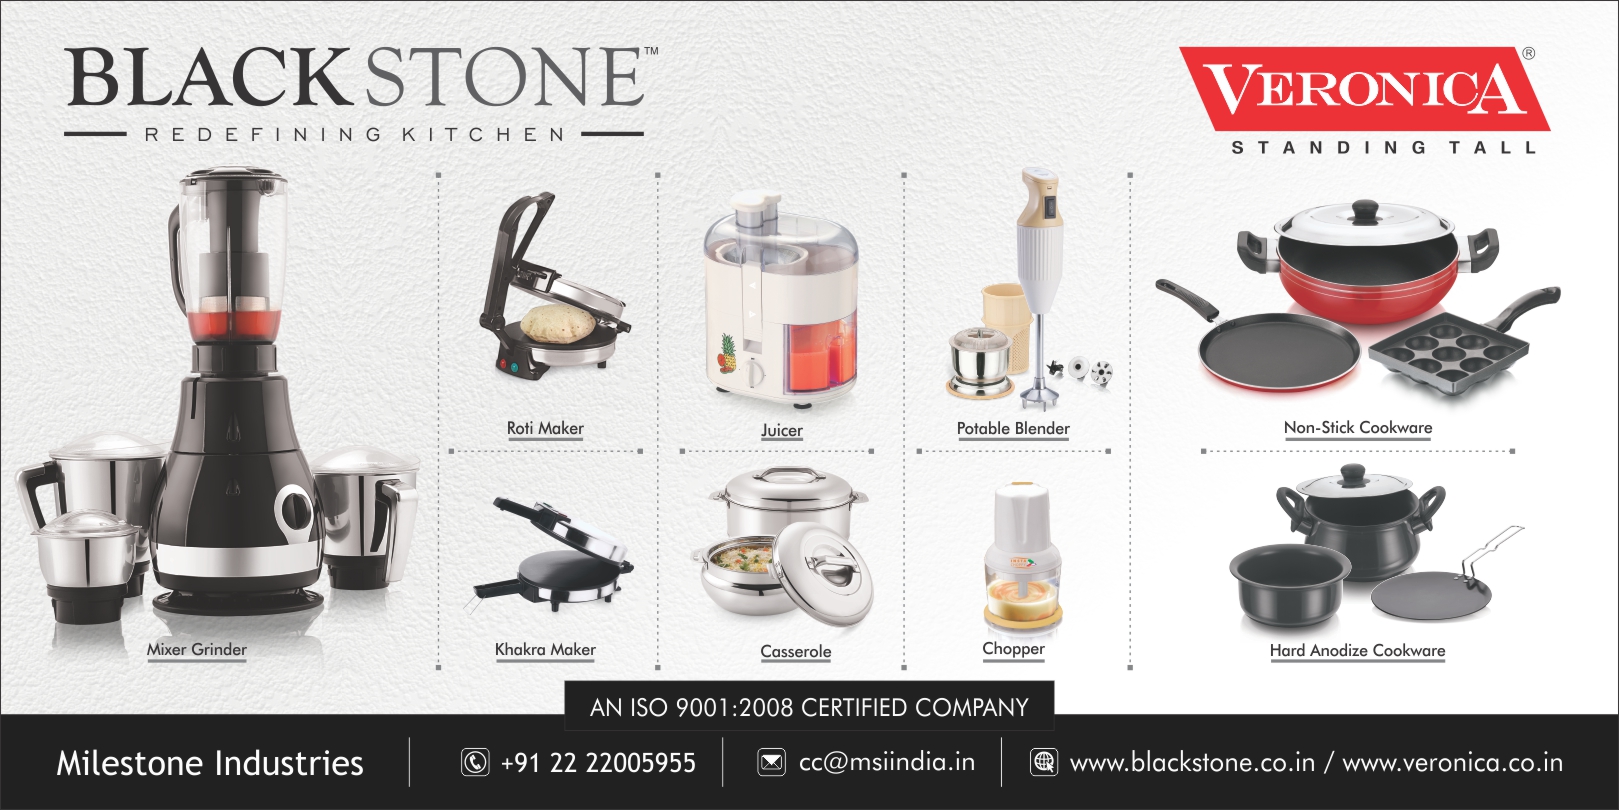 BLACKSTONE™
REDEFINING KITCHEN
VERONICA®
STANDING TALL
Roti Maker
Juicer
Potable Blender
Non-Stick Cookware
Mixer Grinder
Khakra Maker
Casserole
Chopper
Hard Anodize Cookware
AN ISO 9001:2008 CERTIFIED COMPANY
Milestone Industries
+91 22 22005955
cc@msiindia.in
www.blackstone.co.in / www.veronica.co.in